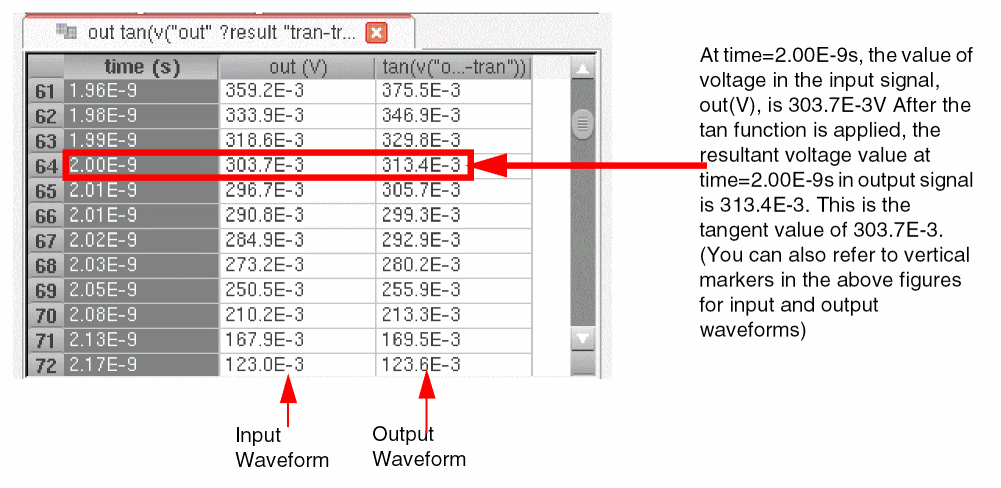 out tan(v("out" ?result "tran-tr...
time (s) out (V) tan(v("o...-tran"))
61 1.96E-9 359.2E-3 375.5E-3
62 1.98E-9 333.9E-3 346.9E-3
63 1.99E-9 318.6E-3 329.8E-3
64 2.00E-9 303.7E-3 313.4E-3
65 2.01E-9 296.7E-3 305.7E-3
66 2.01E-9 290.8E-3 299.3E-3
67 2.02E-9 284.9E-3 292.9E-3
68 2.03E-9 273.2E-3 280.2E-3
69 2.05E-9 250.5E-3 255.9E-3
70 2.08E-9 210.2E-3 213.3E-3
71 2.13E-9 167.9E-3 169.5E-3
72 2.17E-9 123.0E-3 123.6E-3
Input
Waveform
Output
Waveform
At time=2.00E-9s, the value of
voltage in the input signal,
out(V), is 303.7E-3V After the
tan function is applied, the
resultant voltage value at
time=2.00E-9s in output signal
is 313.4E-3. This is the
tangent value of 303.7E-3.
(You can also refer to vertical
markers in the above figures
for input and output
waveforms)